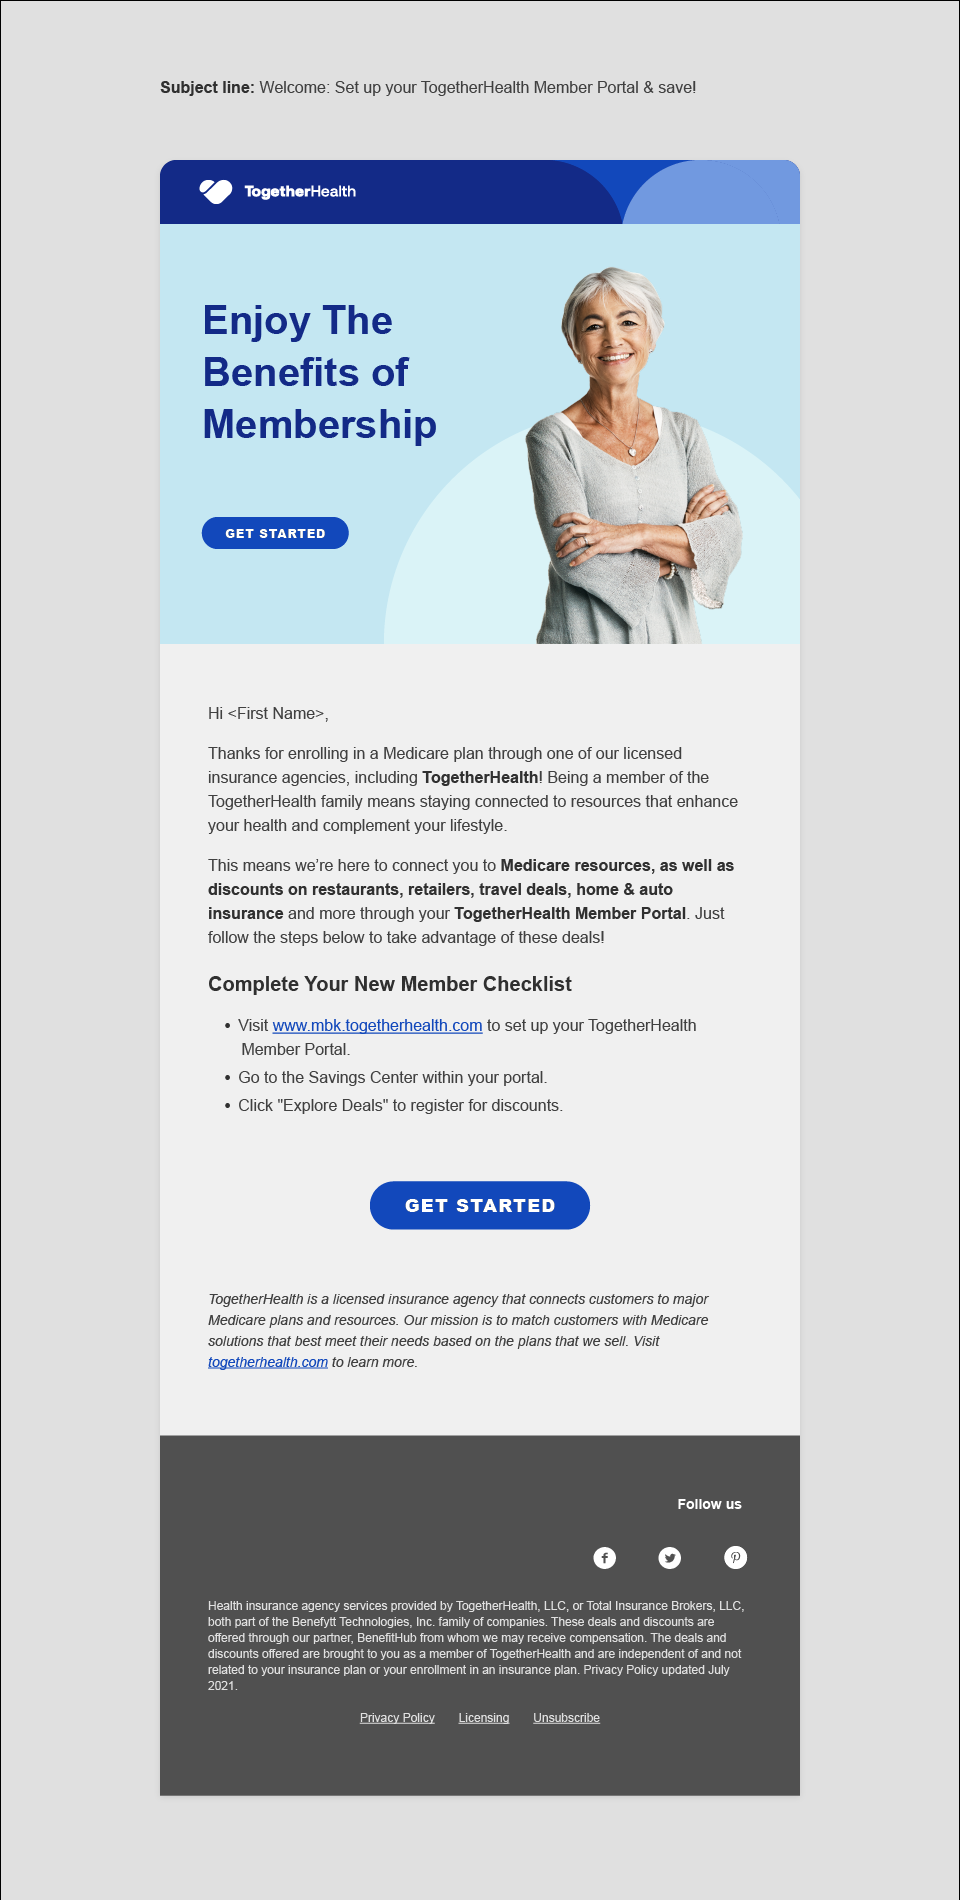 Subject line: Welcome: Set up your TogetherHealth Member Portal & save!
TogetherHealth
Enjoy The
Benefits of
Membership
GET STARTED
Hi <First Name>,
Thanks for enrolling in a Medicare plan through one of our licensed
insurance agencies, including TogetherHealth! Being a member of the
TogetherHealth family means staying connected to resources that enhance
your health and complement your lifestyle.
This means we’re here to connect you to Medicare resources, as well as
discounts on restaurants, retailers, travel deals, home & auto
insurance and more through your TogetherHealth Member Portal. Just
follow the steps below to take advantage of these deals!
Complete Your New Member Checklist
• Visit www.mbk.togetherhealth.com to set up your TogetherHealth
Member Portal.
• Go to the Savings Center within your portal.
• Click "Explore Deals" to register for discounts.
GET STARTED
TogetherHealth is a licensed insurance agency that connects customers to major
Medicare plans and resources. Our mission is to match customers with Medicare
solutions that best meet their needs based on the plans that we sell. Visit
togetherhealth.com to learn more.
Follow us
Health insurance agency services provided by TogetherHealth, LLC, or Total Insurance Brokers, LLC,
both part of the Benefytt Technologies, Inc. family of companies. These deals and discounts are
offered through our partner, BenefitHub from whom we may receive compensation. The deals and
discounts offered are brought to you as a member of TogetherHealth and are independent of and not
related to your insurance plan or your enrollment in an insurance plan. Privacy Policy updated July
2021.
Privacy Policy Licensing Unsubscribe